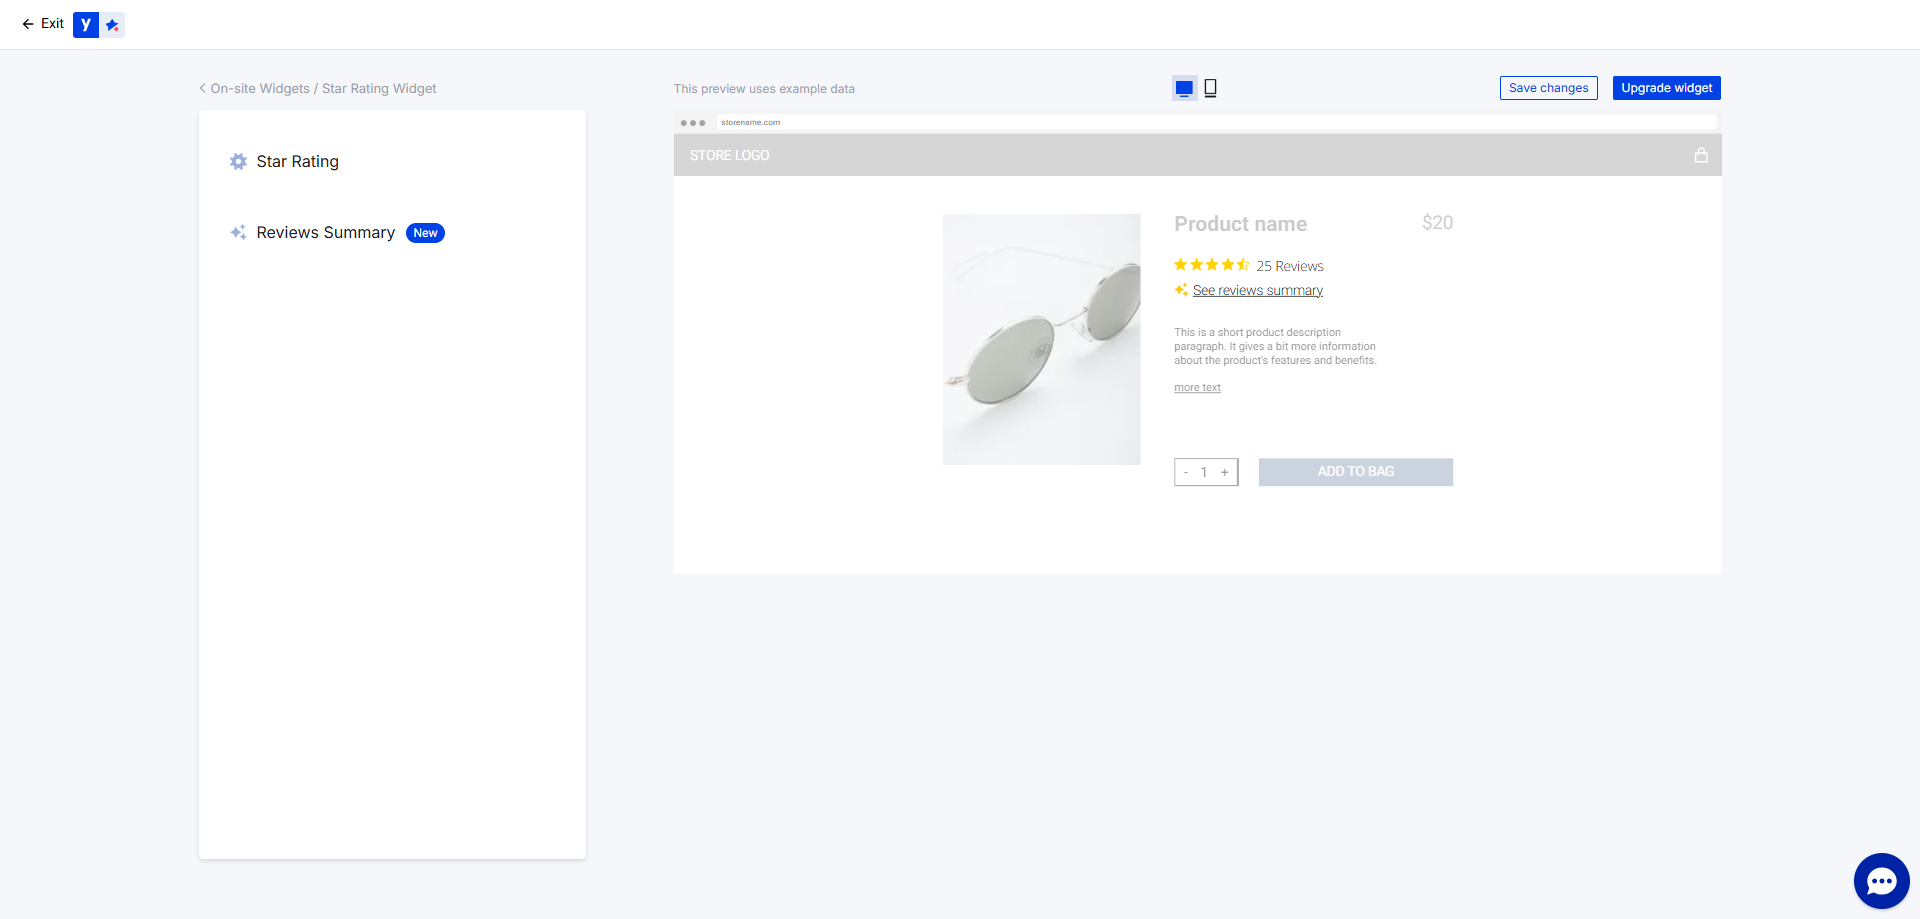 Exit
y
On-site Widgets / Star Rating Widget
This preview uses example data
Save changes
Upgrade widget
Star Rating
Reviews Summary New
storename.com
STORE LOGO
Product name
$20
25 Reviews
See reviews summary
This is a short product description
paragraph. It gives a bit more information
about the product's features and benefits.
more text
- 1 +
ADD TO BAG